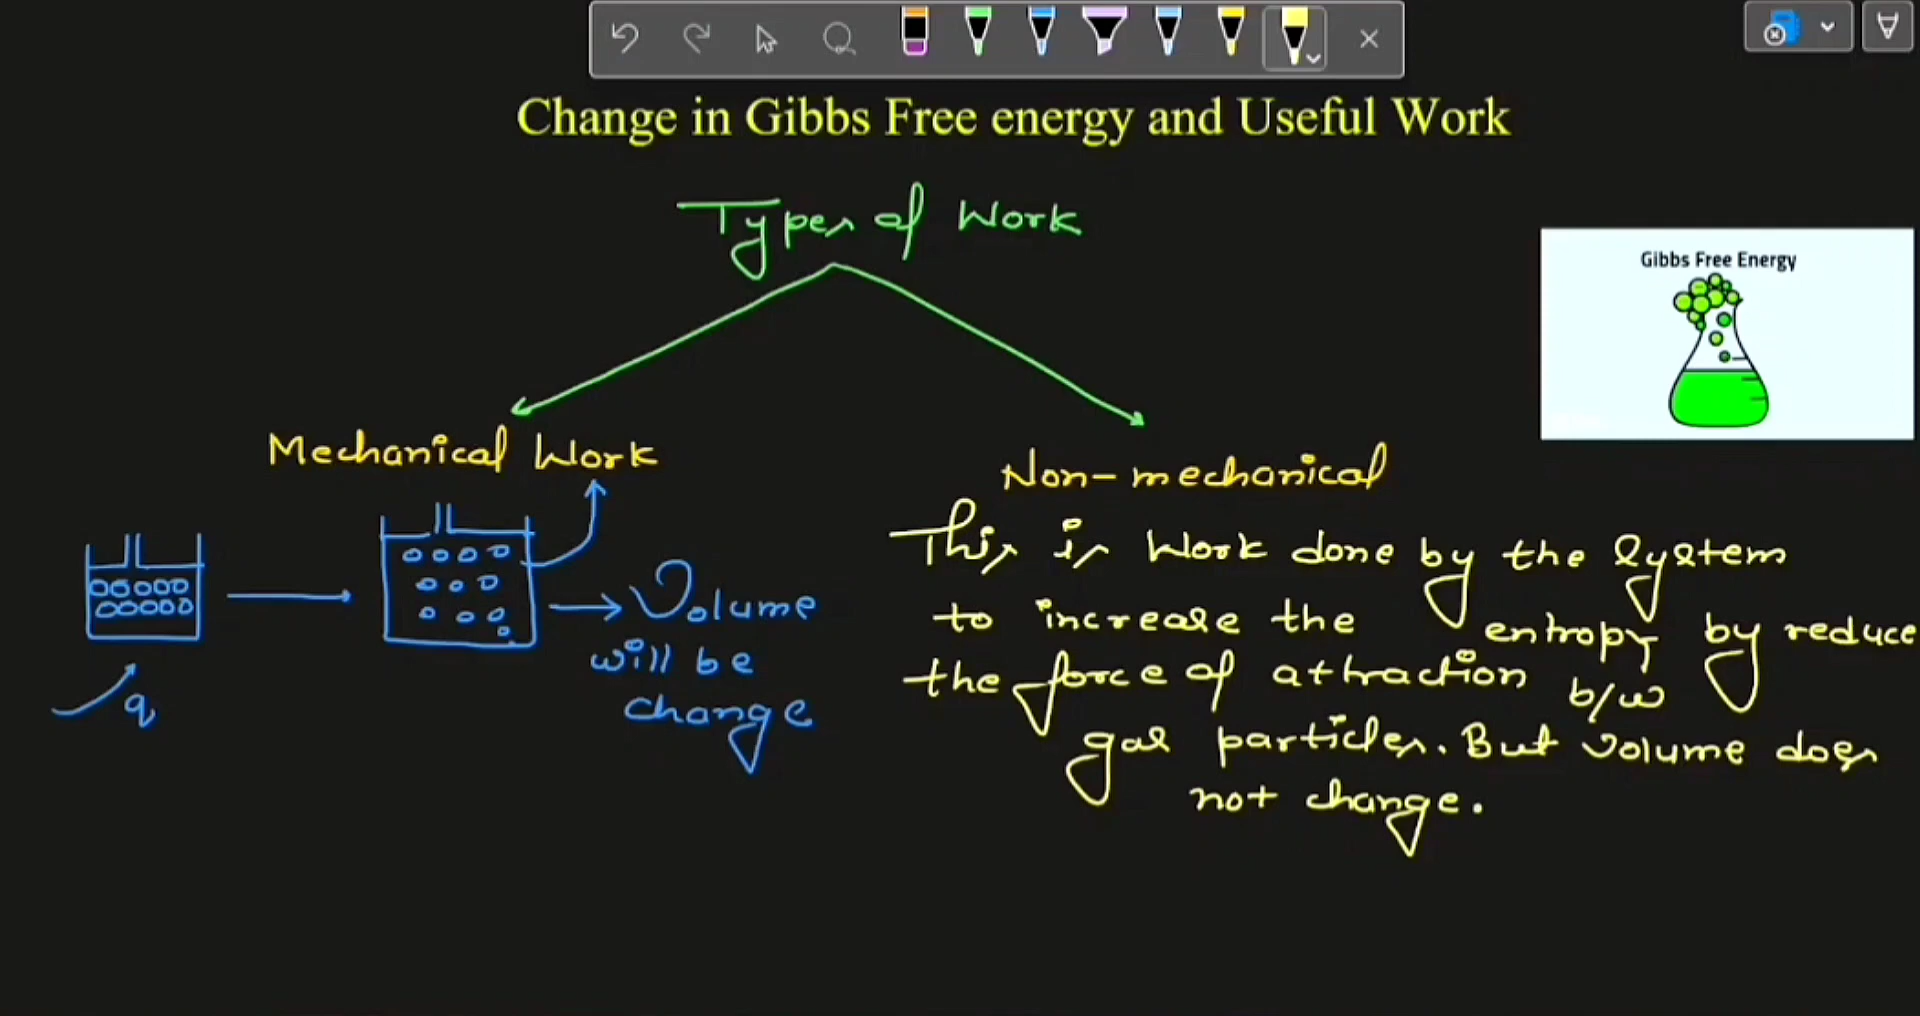 Change in Gibbs Free energy and Useful Work
Types of Work
Gibbs Free Energy
Mechanical Work
q
Volume
will be
change
Non-mechanical
This is Work done by the System
to increase the entropy by reduce
the force of attraction b/w
gas particles. But volume does
not change.